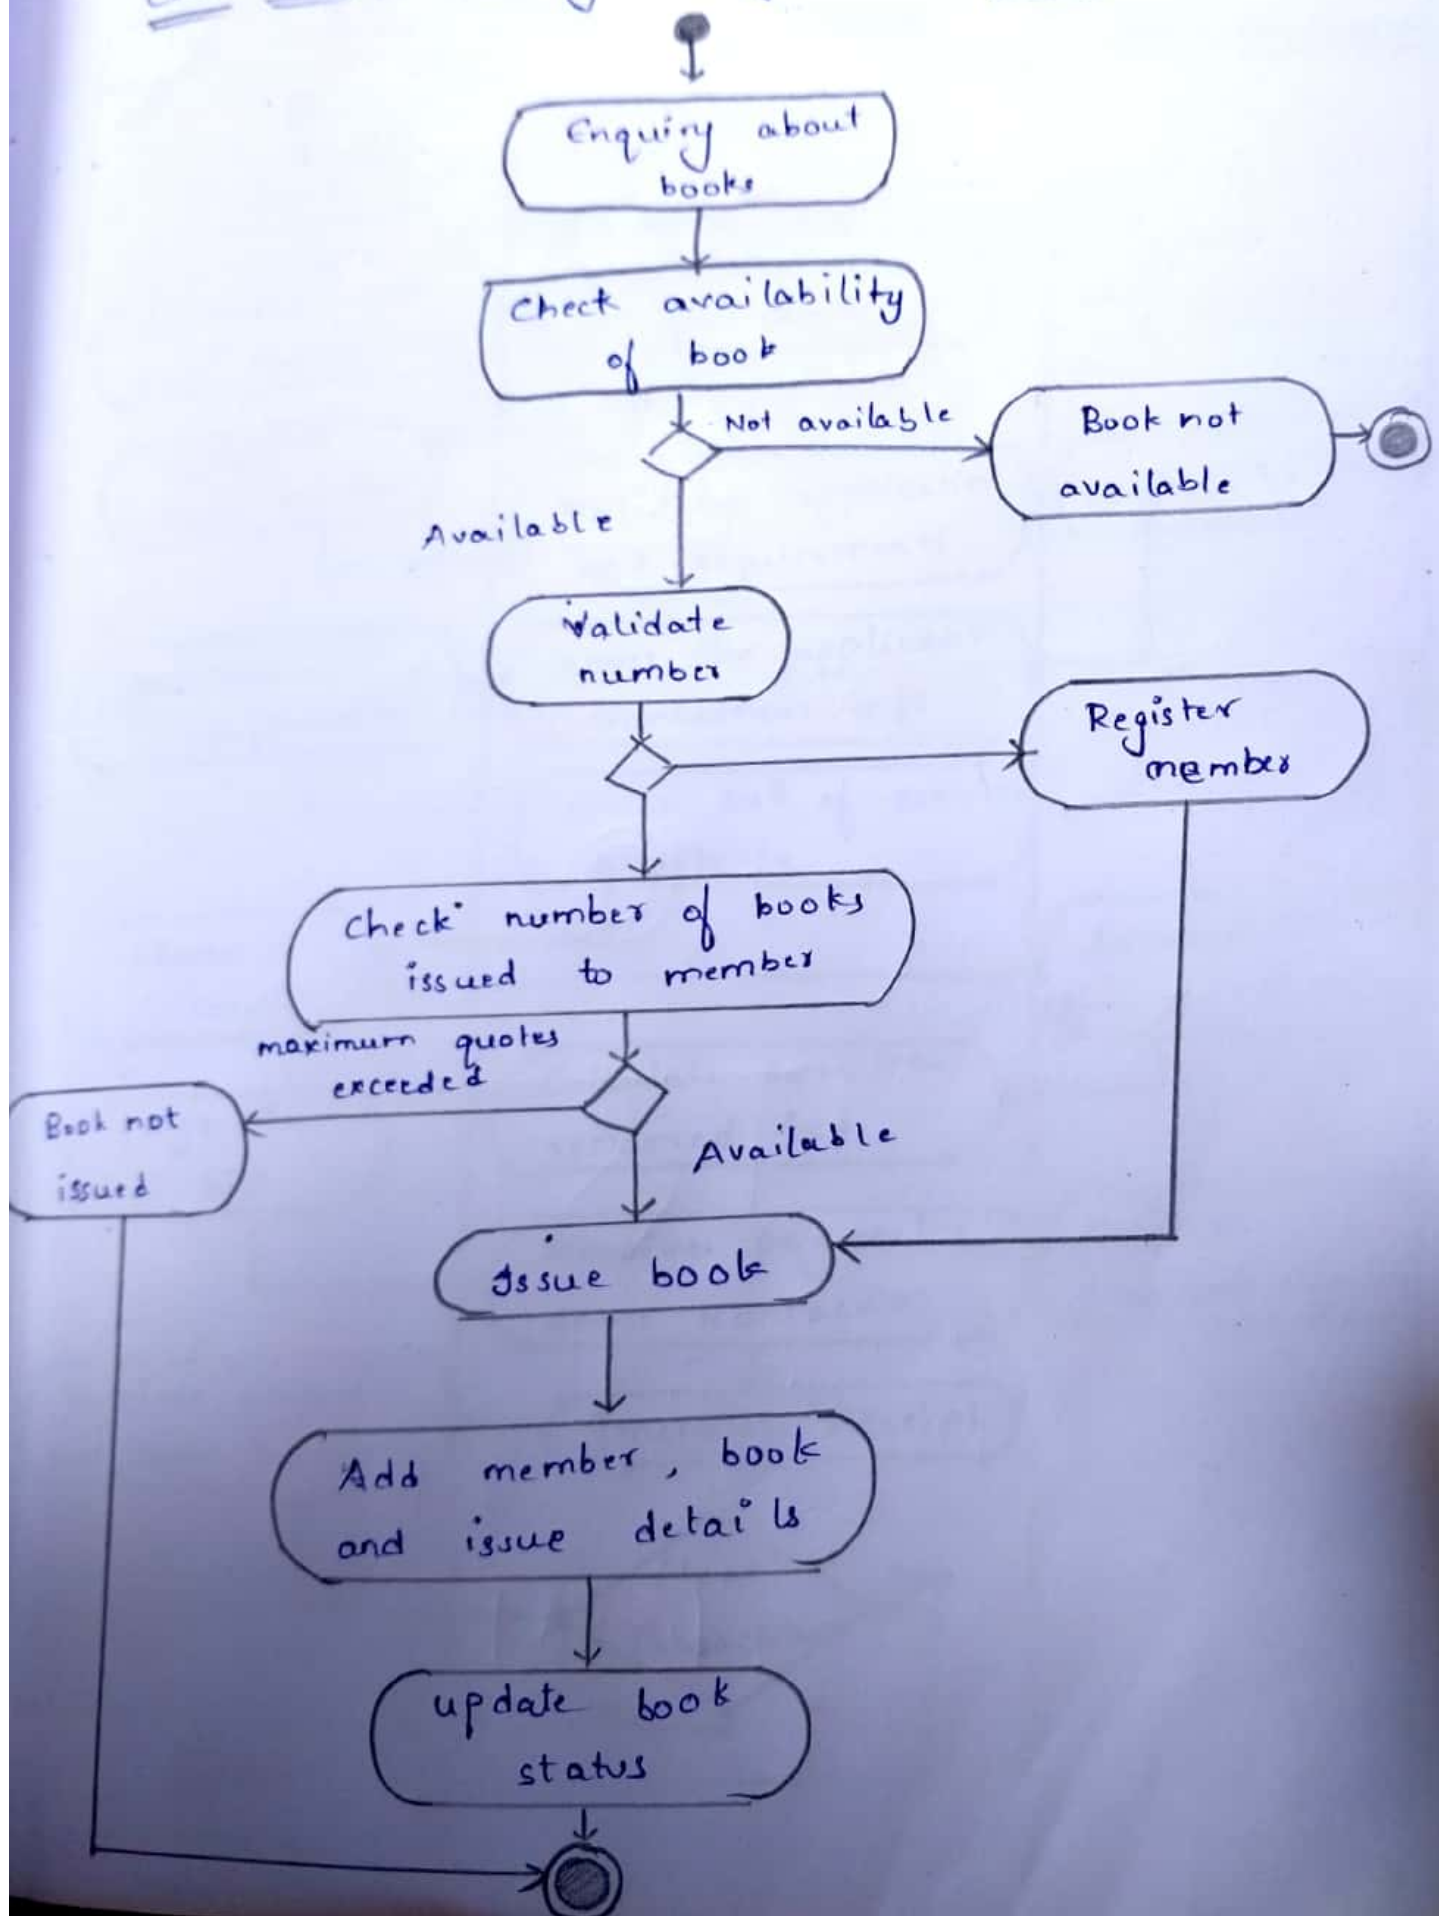 Enquiry about
books
Check availability
of book
Not available
Book not
available
Available
Validate
number
Register
member
Check number of books
issued to member
maximum quotes
exceeded
Book not
issued
Available
Issue book
Add member, book
and issue details
update book
status